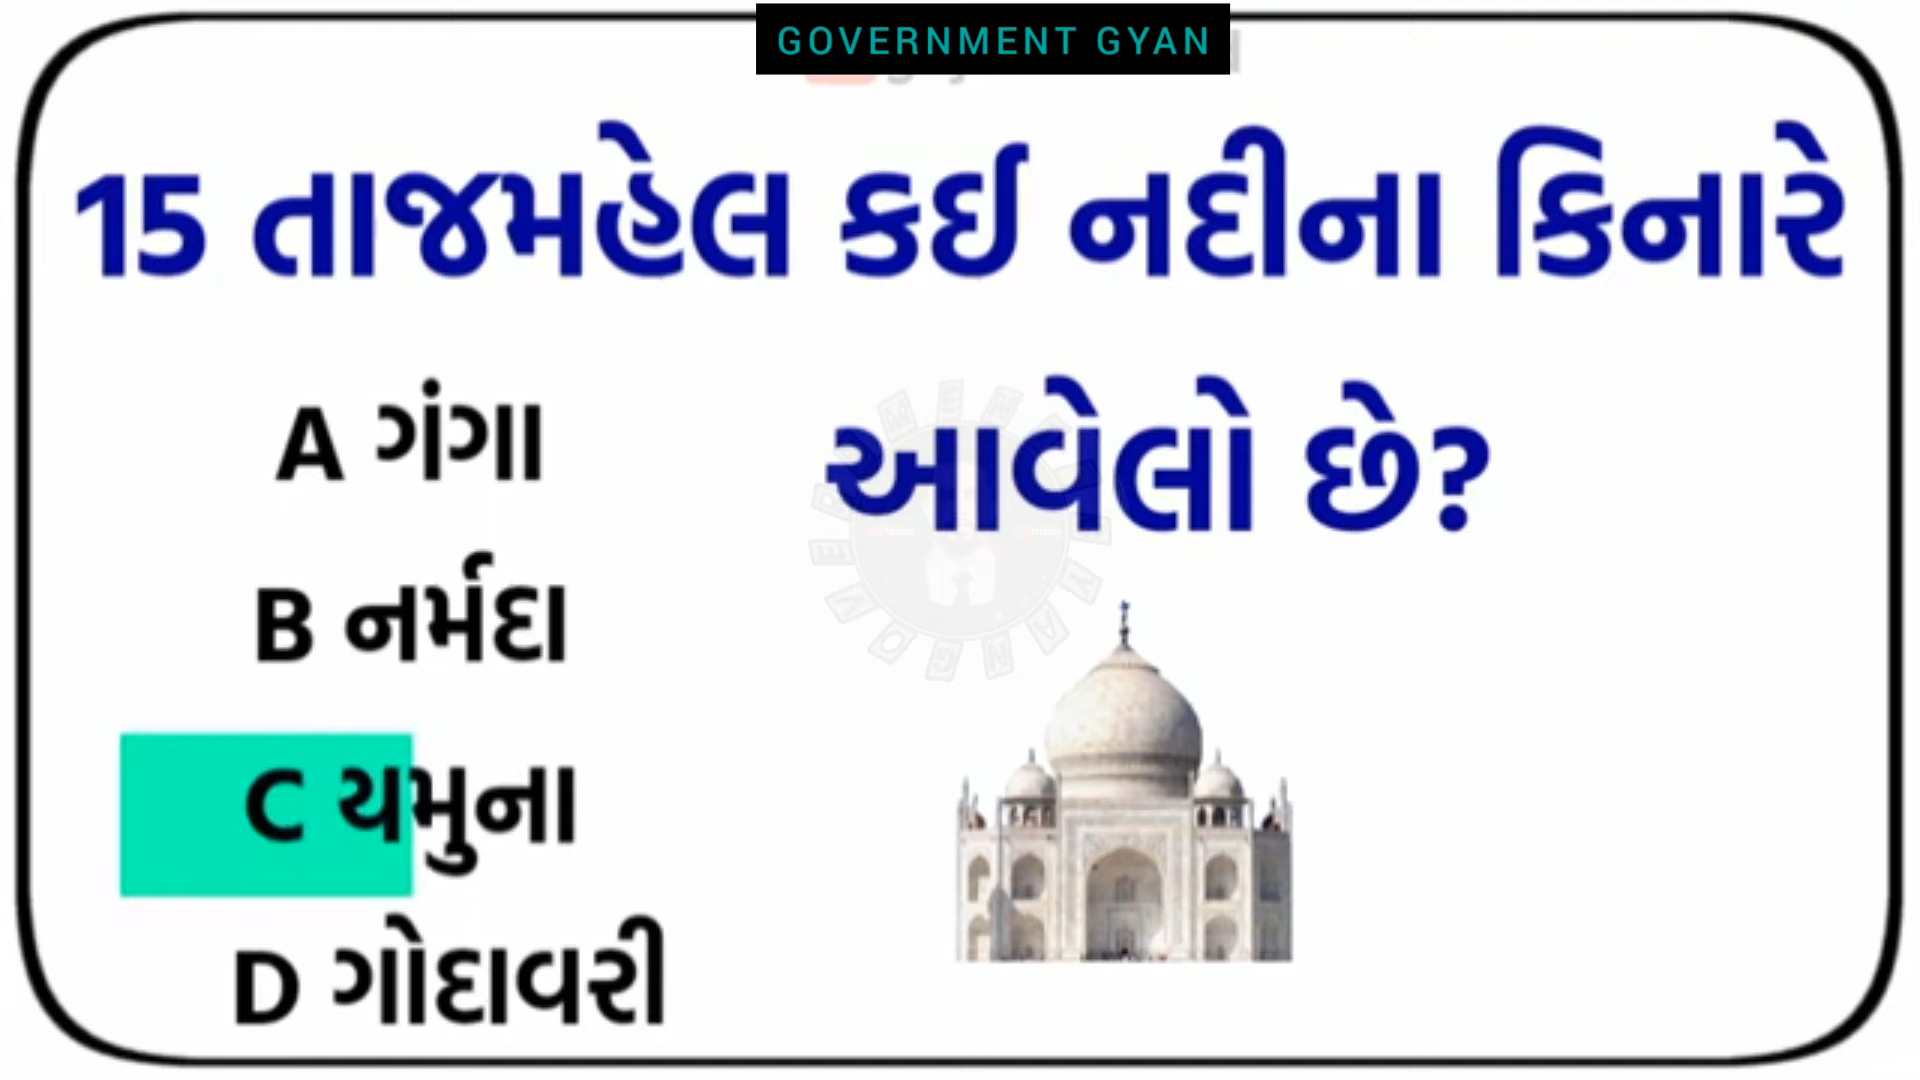 GOVERNMENT GYAN
15 તાજમહેલ કઈ નદીના કિનારે
આવેલો છે?
A ગંગા
B નર્મદા
C યમુના
D ગોદાવરી